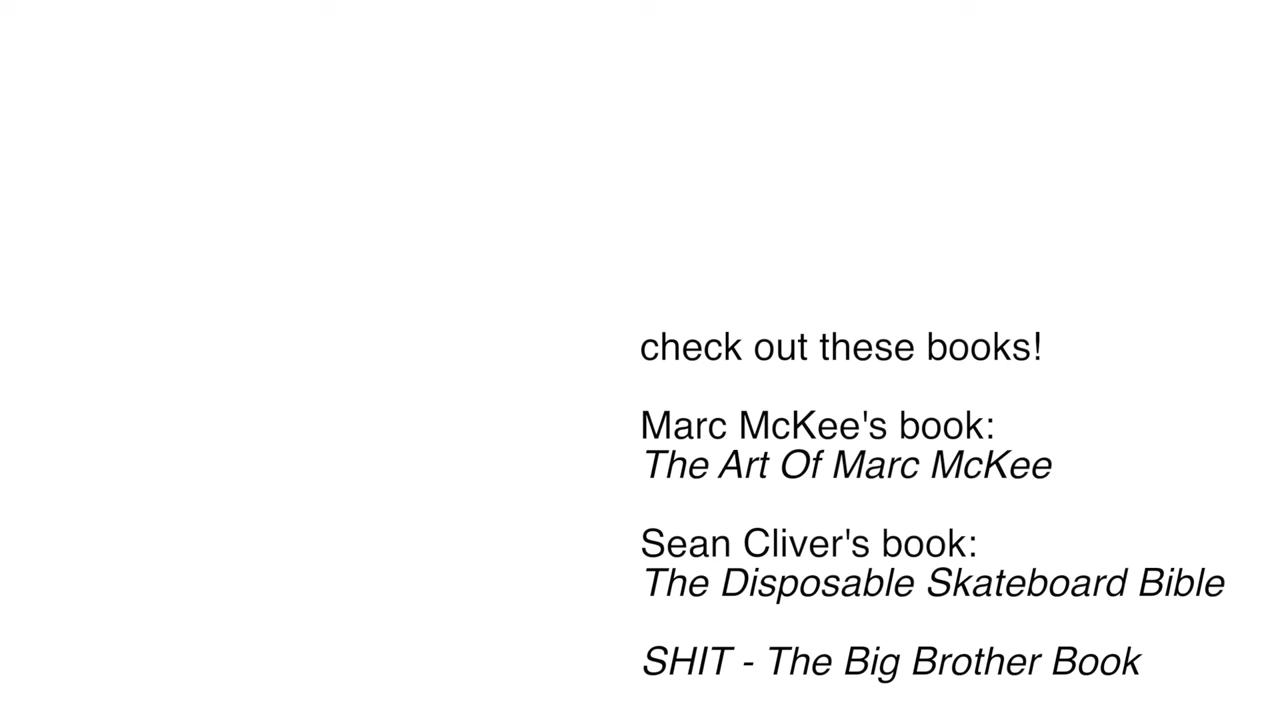 check out these books!
Marc McKee's book:
The Art Of Marc McKee
Sean Cliver's book:
The Disposable Skateboard Bible
SHIT - The Big Brother Book